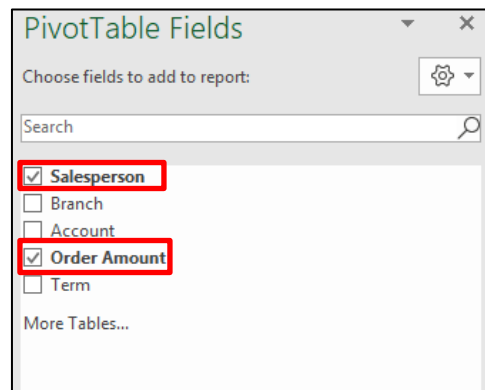 PivotTable Fields
Choose fields to add to report:
Search
Salesperson
Branch
Account
Order Amount
Term
More Tables...